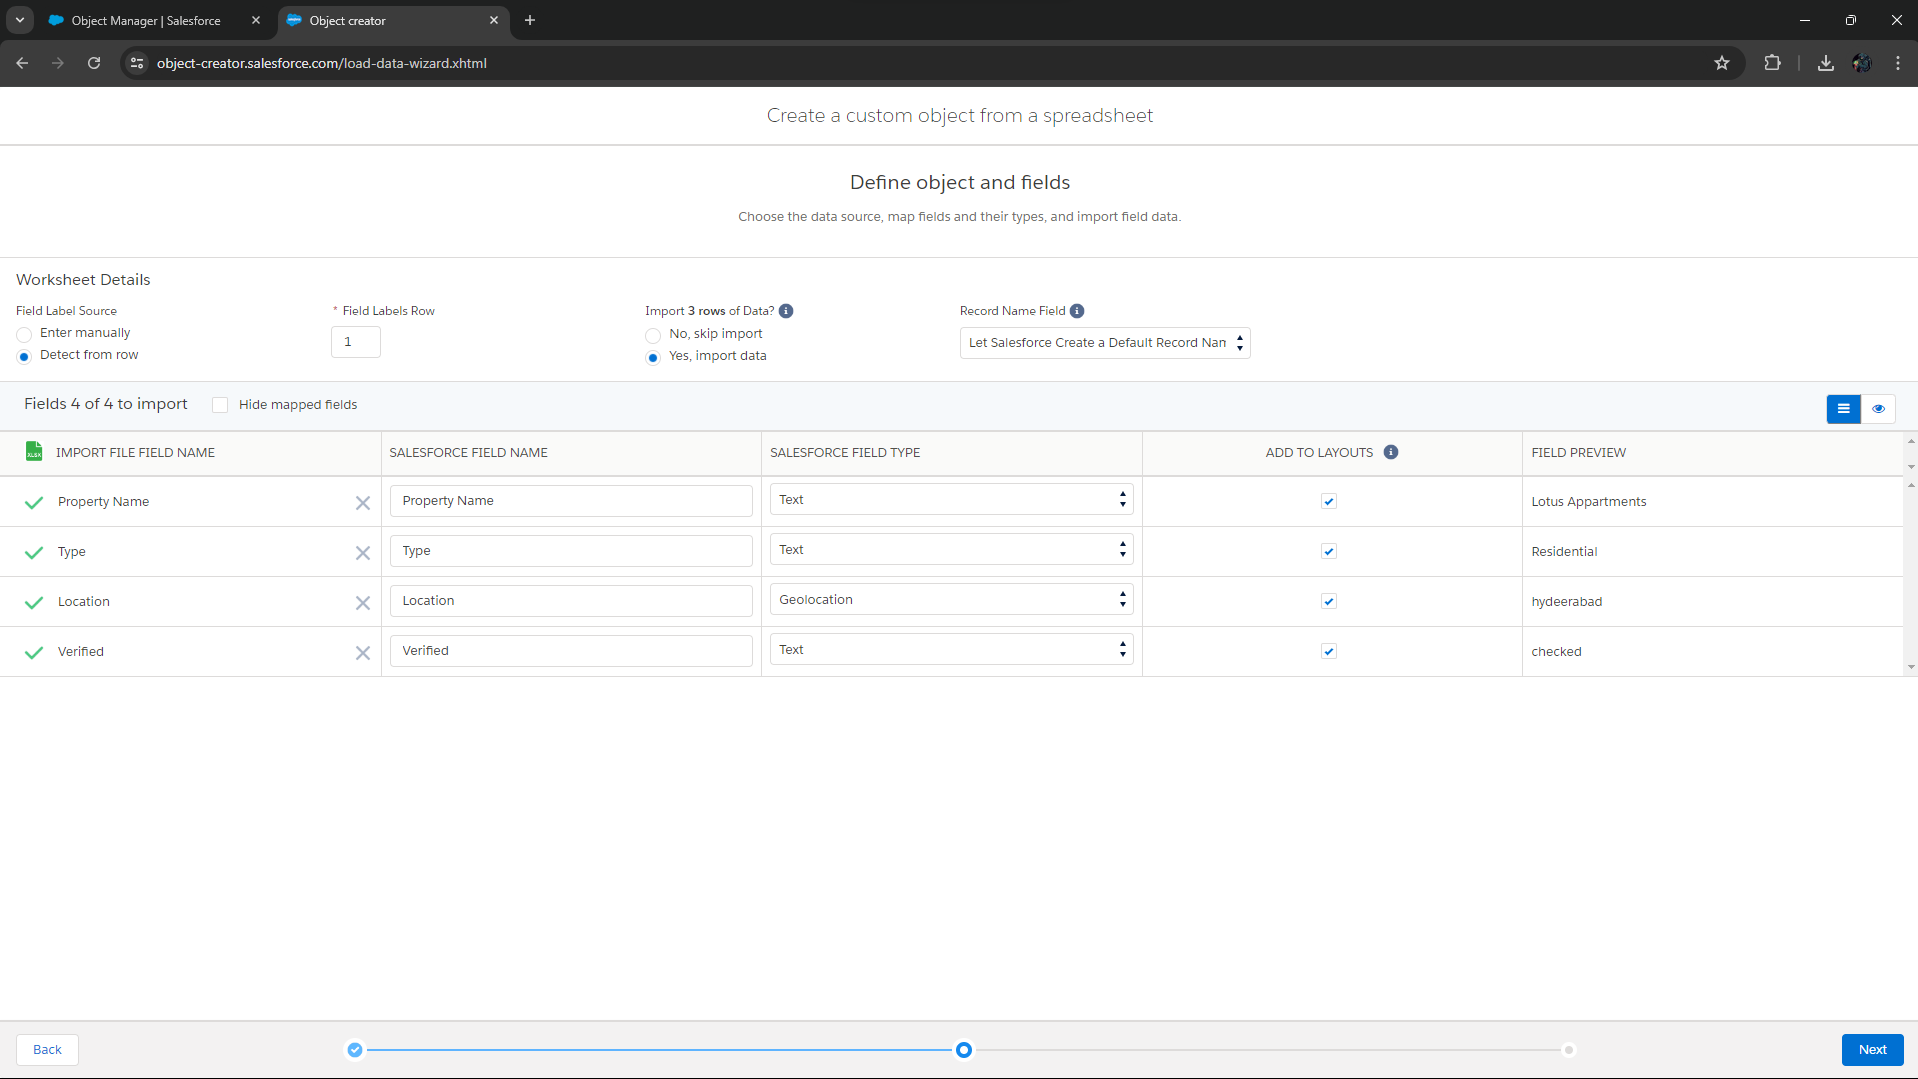 Object Manager | Salesforce
Object creator
object-creator.salesforce.com/load-data-wizard.xhtml
Create a custom object from a spreadsheet
Define object and fields
Choose the data source, map fields and their types, and import field data.
Worksheet Details
Field Label Source
Enter manually
Detect from row
* Field Labels Row
1
Import 3 rows of Data?
No, skip import
Yes, import data
Record Name Field
Let Salesforce Create a Default Record Nan
Fields 4 of 4 to import
Hide mapped fields
XLSX IMPORT FILE FIELD NAME SALESFORCE FIELD NAME SALESFORCE FIELD TYPE ADD TO LAYOUTS FIELD PREVIEW
Property Name Property Name Text Lotus Appartments
Type Type Text Residential
Location Location Geolocation hydeerabad
Verified Verified Text checked
Back
Next